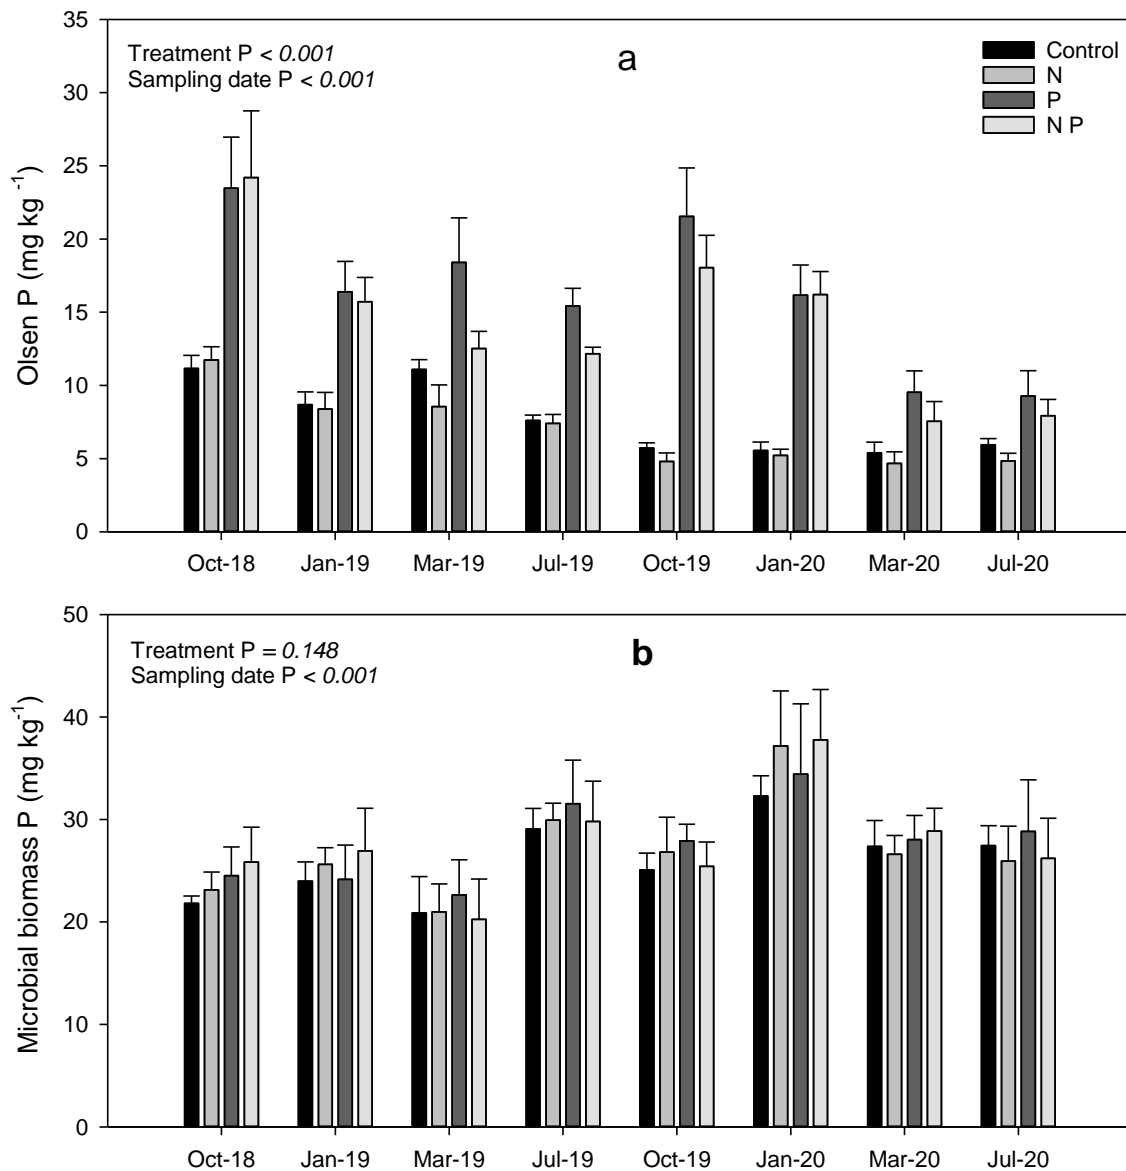 35
30
25
20
15
10
5
0
Olsen P (mg kg -1)
Treatment P < 0.001
Sampling date P < 0.001
a
Control
N
P
N P
Oct-18 Jan-19 Mar-19 Jul-19 Oct-19 Jan-20 Mar-20 Jul-20
50
40
30
20
10
0
Microbial biomass P (mg kg-1)
Treatment P = 0.148
Sampling date P < 0.001
b
Oct-18 Jan-19 Mar-19 Jul-19 Oct-19 Jan-20 Mar-20 Jul-20